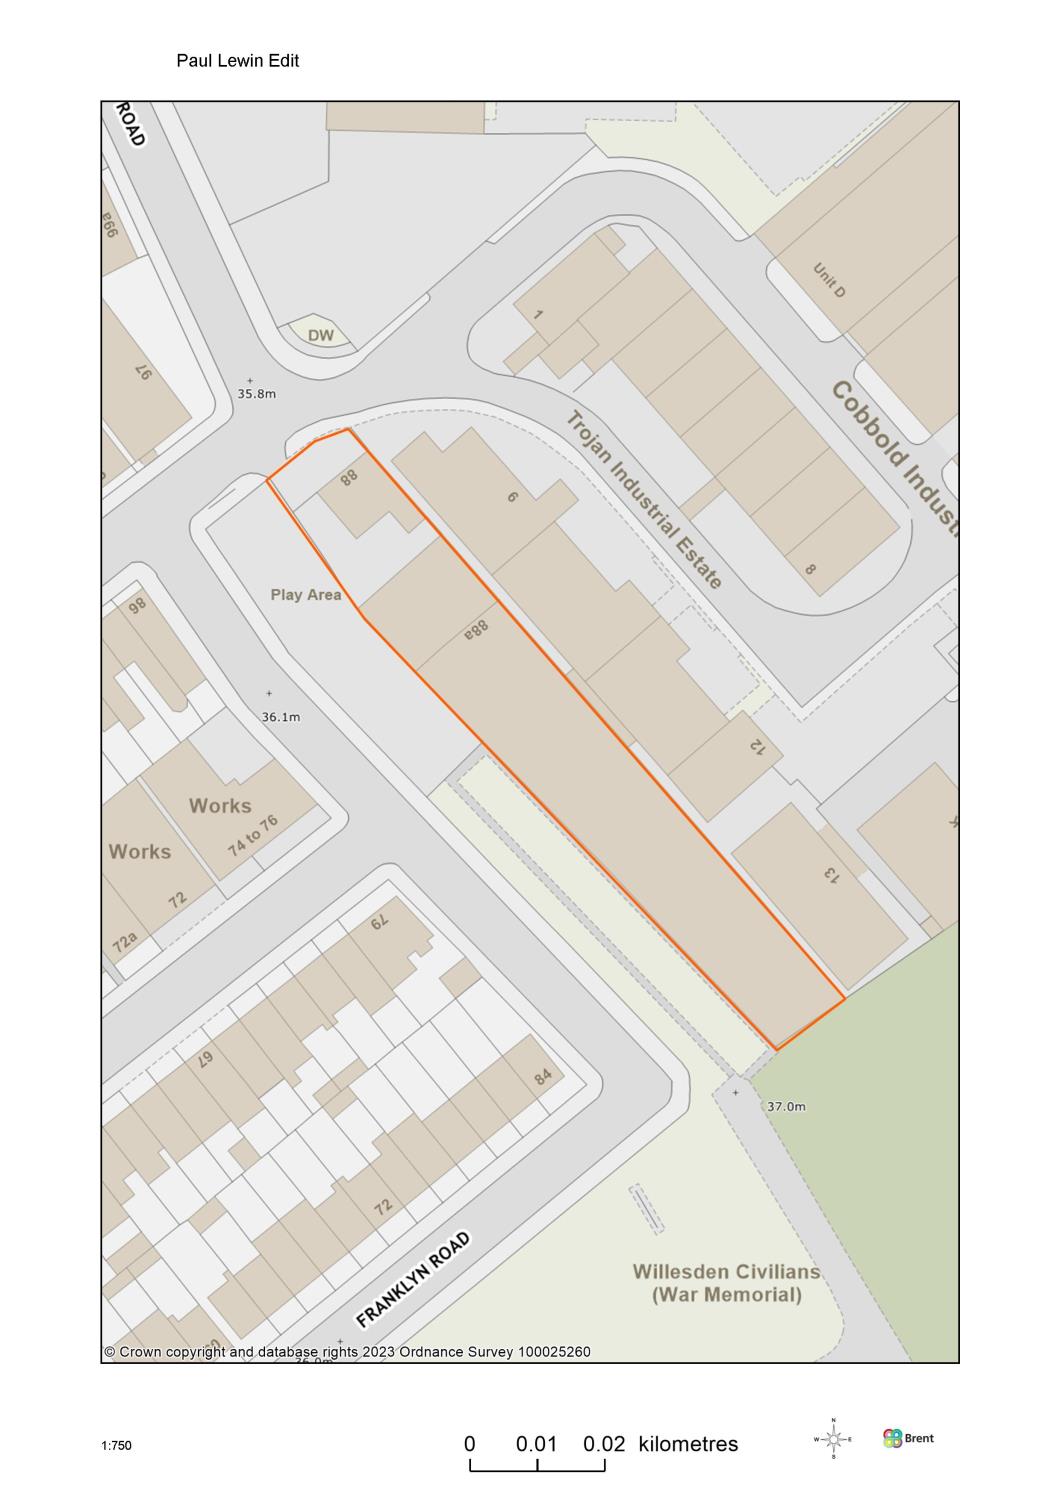 Paul Lewin Edit
ROAD
99a
97
35.8m
DW
1
Unit D
Cobbold Indust
Trojan Industrial Estate
88
9
8
Play Area
88a
86
36.1m
12
Works
74 to 76
Works
72
72a
13
79
67
84
37.0m
72
FRANKLYN ROAD
Willesden Civilians
(War Memorial)
© Crown copyright and database rights 2023 Ordnance Survey 100025260
1:750
0 0.01 0.02 kilometres
N
W E
S
Brent